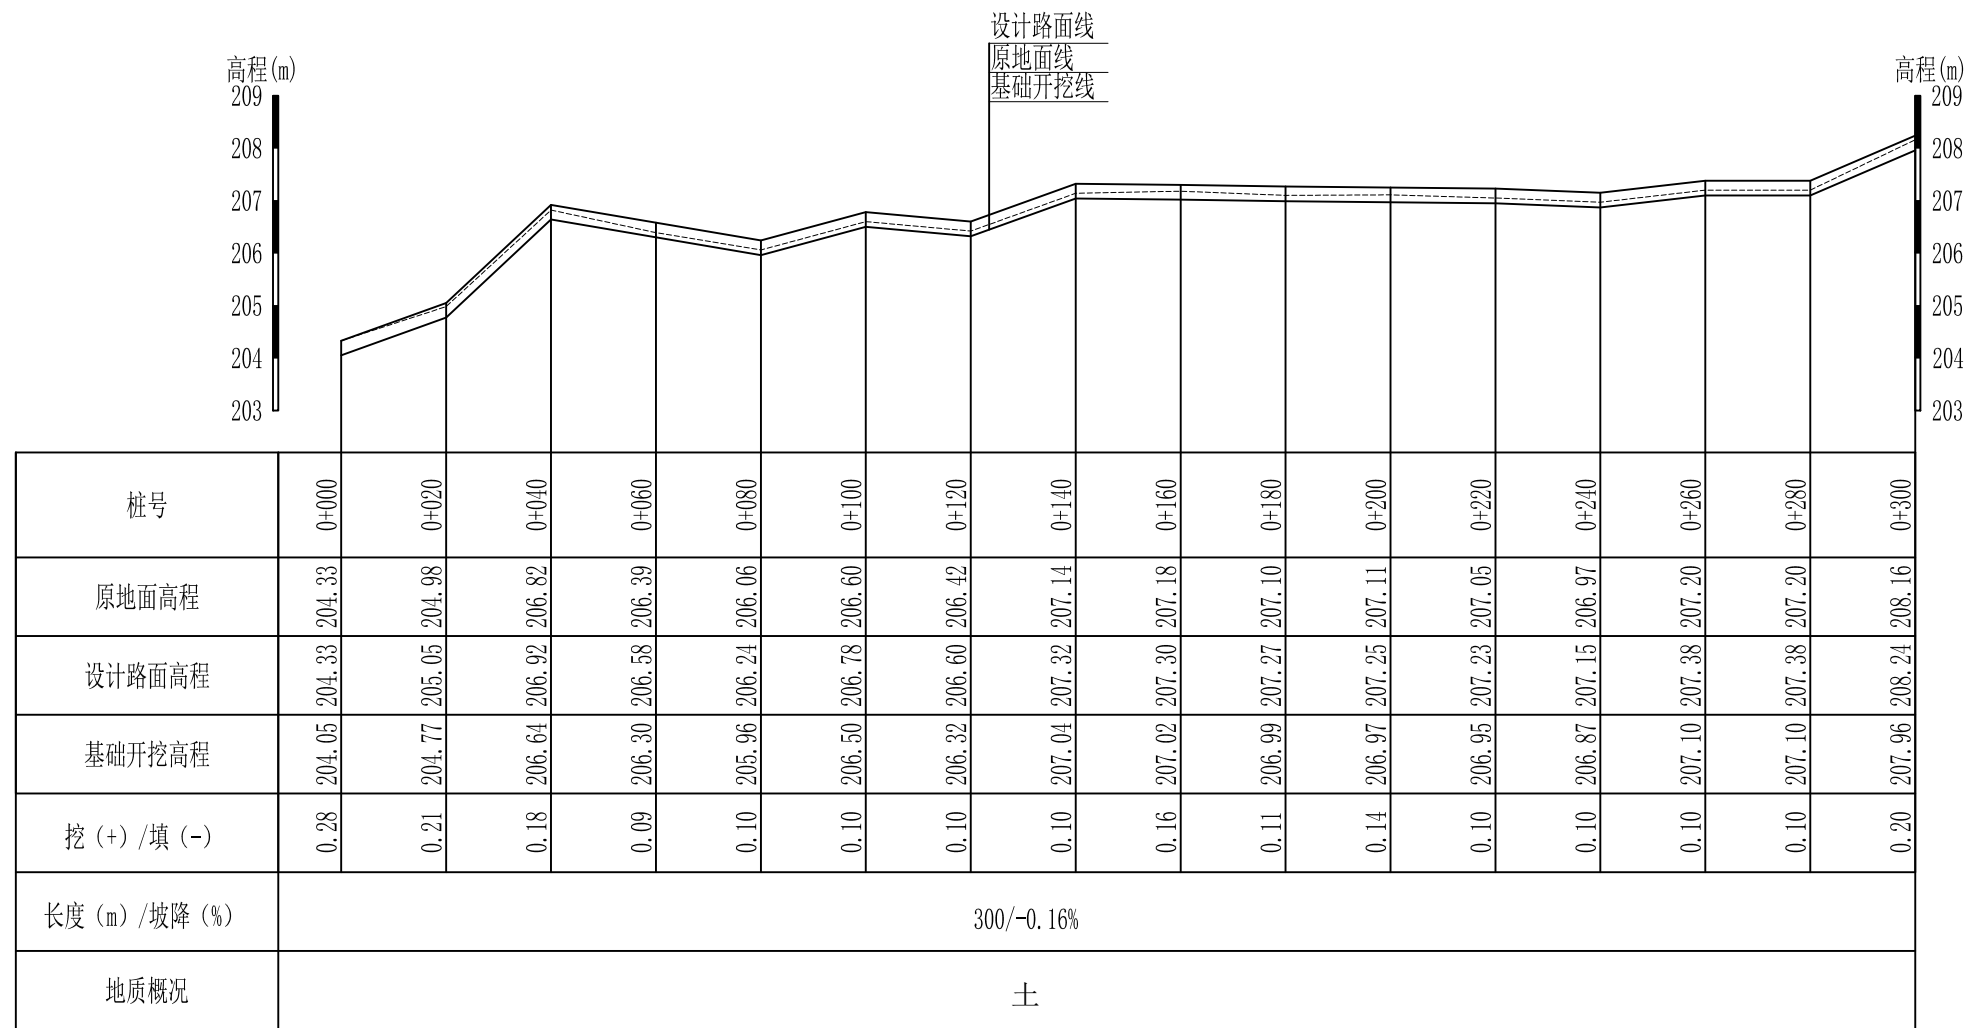 设计路面线
原地面线
基础开挖线
高程(m)
209
208
207
206
205
204
203
高程(m)
209
208
207
206
205
204
203
桩号 0+000 0+020 0+040 0+060 0+080 0+100 0+120 0+140 0+160 0+180 0+200 0+220 0+240 0+260 0+280 0+300
原地面高程 204.33 204.98 206.82 206.39 206.06 206.60 206.42 207.14 207.18 207.10 207.11 207.05 206.97 207.20 207.20 208.16
设计路面高程 204.33 205.05 206.92 206.58 206.24 206.78 206.60 207.32 207.30 207.27 207.25 207.23 207.15 207.38 207.38 208.24
基础开挖高程 204.05 204.77 206.64 206.30 205.96 206.50 206.32 207.04 207.02 206.99 206.97 206.95 206.87 207.10 207.10 207.96
挖（+）/填（-） 0.28 0.21 0.18 0.09 0.10 0.10 0.10 0.10 0.16 0.11 0.14 0.10 0.10 0.10 0.10 0.20
长度（m）/坡降（%） 300/-0.16%
地质概况 土